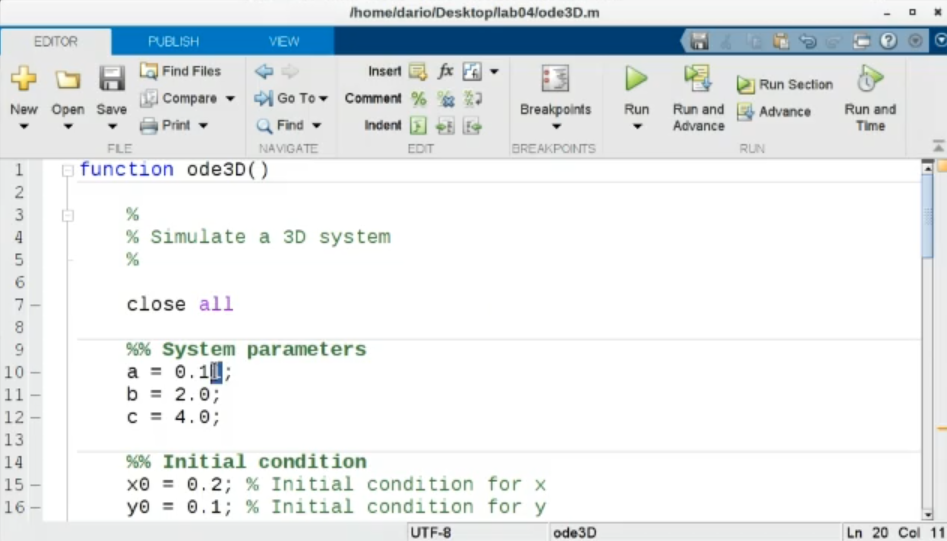 /home/dario/Desktop/lab04/ode3D.m
EDITOR PUBLISH VIEW
New Open Save
Find Files
Compare
Print
FILE
Go To
Find
NAVIGATE
Insert fx
Comment %
Indent
EDIT
Breakpoints
BREAKPOINTS
Run
Run and Advance
Run Section
Advance
Run and Time
RUN
1 function ode3D()
2
3 %
4 % Simulate a 3D system
5 %
6
7 close all
8
9 %% System parameters
10 a = 0.11;
11 b = 2.0;
12 c = 4.0;
13
14 %% Initial condition
15 x0 = 0.2; % Initial condition for x
16 y0 = 0.1; % Initial condition for y
UTF-8 ode3D Ln 20 Col 11